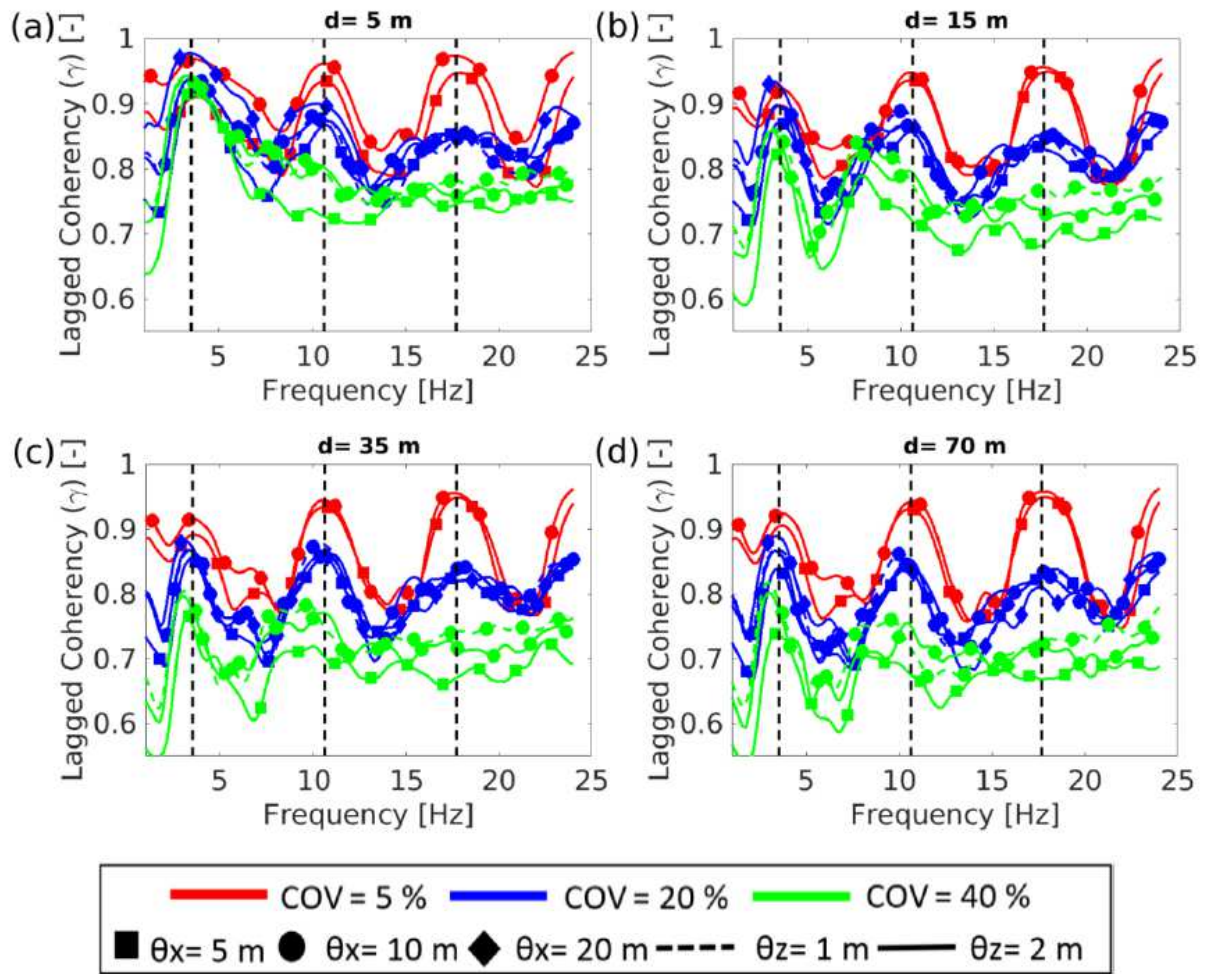 (a) d= 5 m
Lagged Coherency (γ) [-]
1
0.9
0.8
0.7
0.6
5 10 15 20 25
Frequency [Hz]
(b) d= 15 m
Lagged Coherency (γ) [-]
1
0.9
0.8
0.7
0.6
5 10 15 20 25
Frequency [Hz]
(c) d= 35 m
Lagged Coherency (γ) [-]
1
0.9
0.8
0.7
0.6
5 10 15 20 25
Frequency [Hz]
(d) d= 70 m
Lagged Coherency (γ) [-]
1
0.9
0.8
0.7
0.6
5 10 15 20 25
Frequency [Hz]
COV = 5 % COV = 20 % COV = 40 %
θx= 5 m θx= 10 m θx= 20 m θz= 1 m θz= 2 m